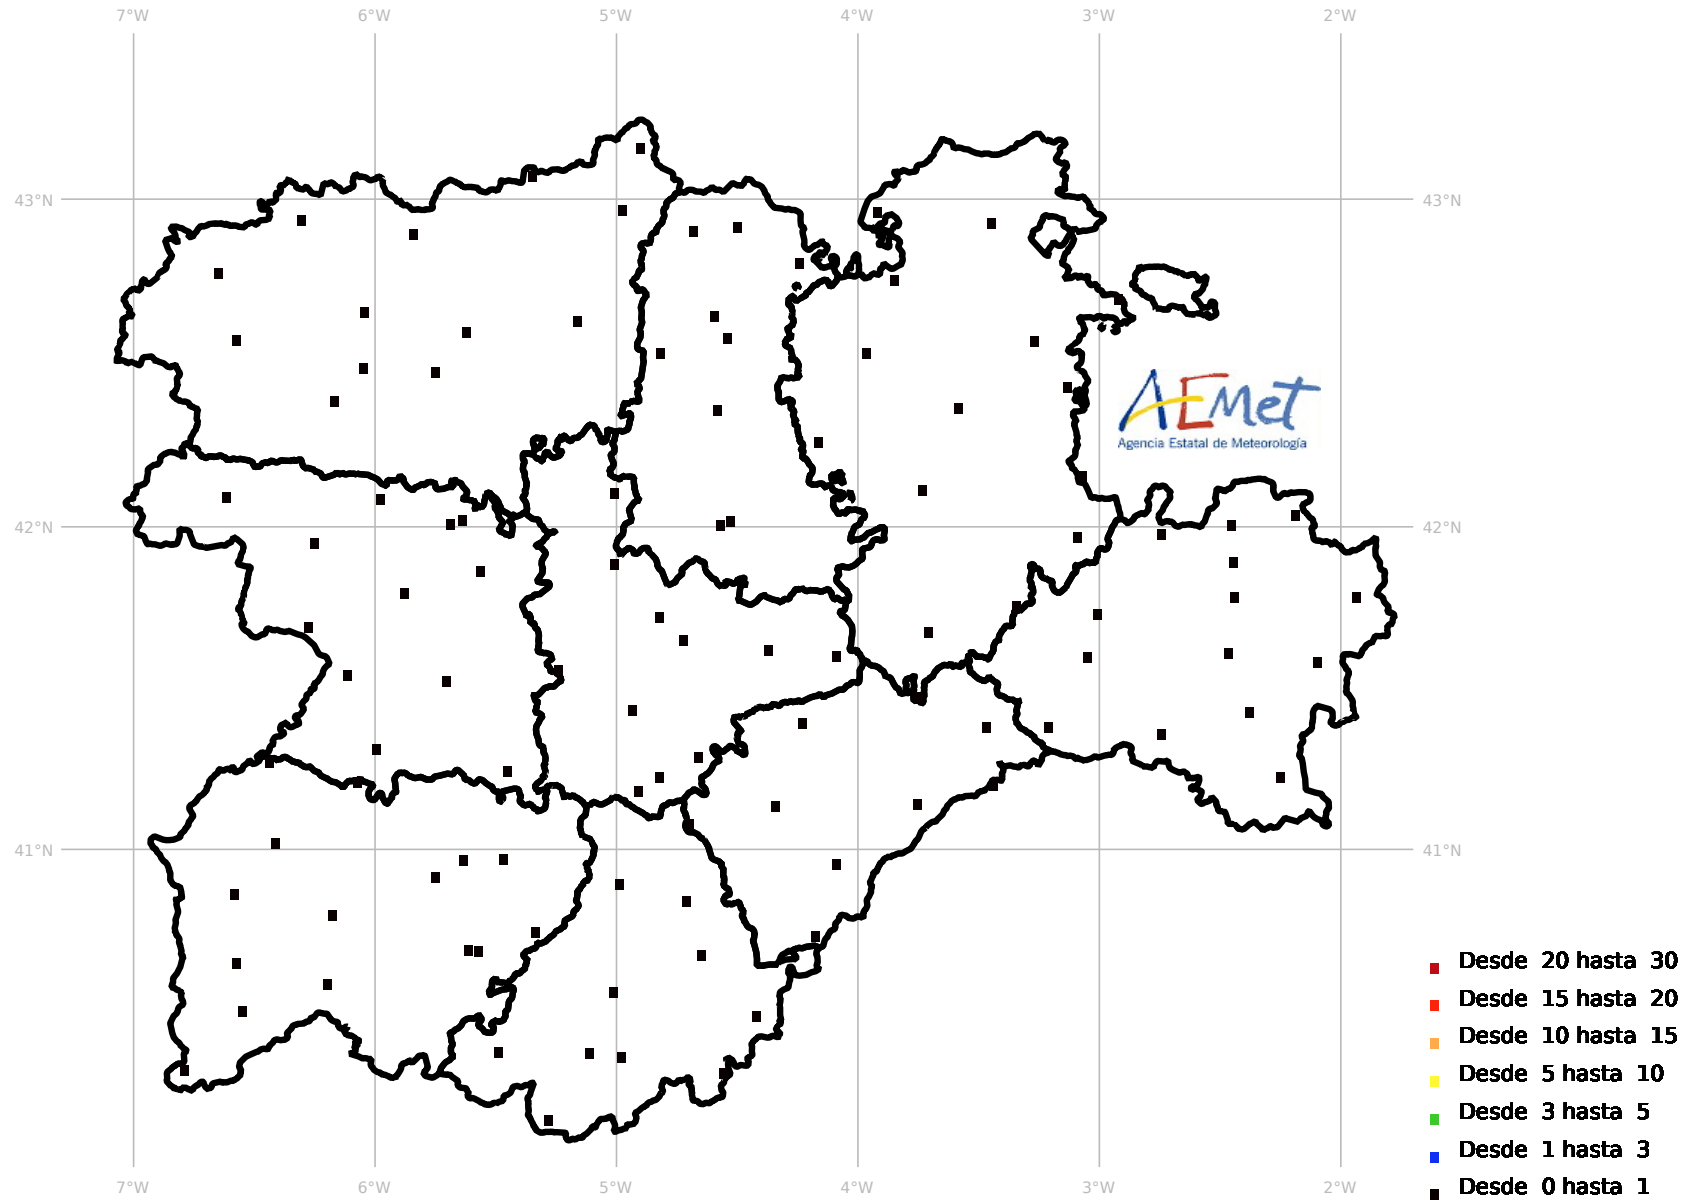 7°W 6°W 5°W 4°W 3°W 2°W
43°N 43°N
AEMet
Agencia Estatal de Meteorología
42°N 42°N
41°N 41°N
Desde 20 hasta 30
Desde 15 hasta 20
Desde 10 hasta 15
Desde 5 hasta 10
Desde 3 hasta 5
Desde 1 hasta 3
Desde 0 hasta 1
7°W 6°W 5°W 4°W 3°W 2°W